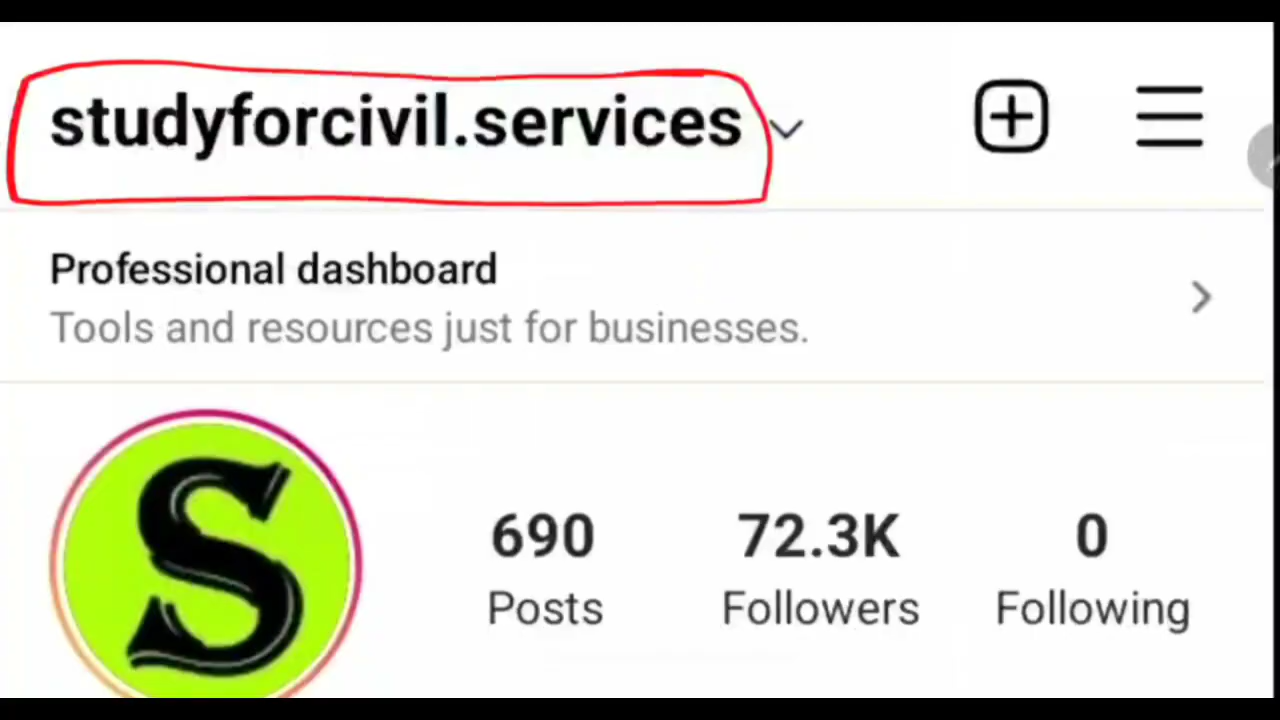 studyforcivil.services
Professional dashboard
Tools and resources just for businesses.
S
690 72.3K 0
Posts Followers Following